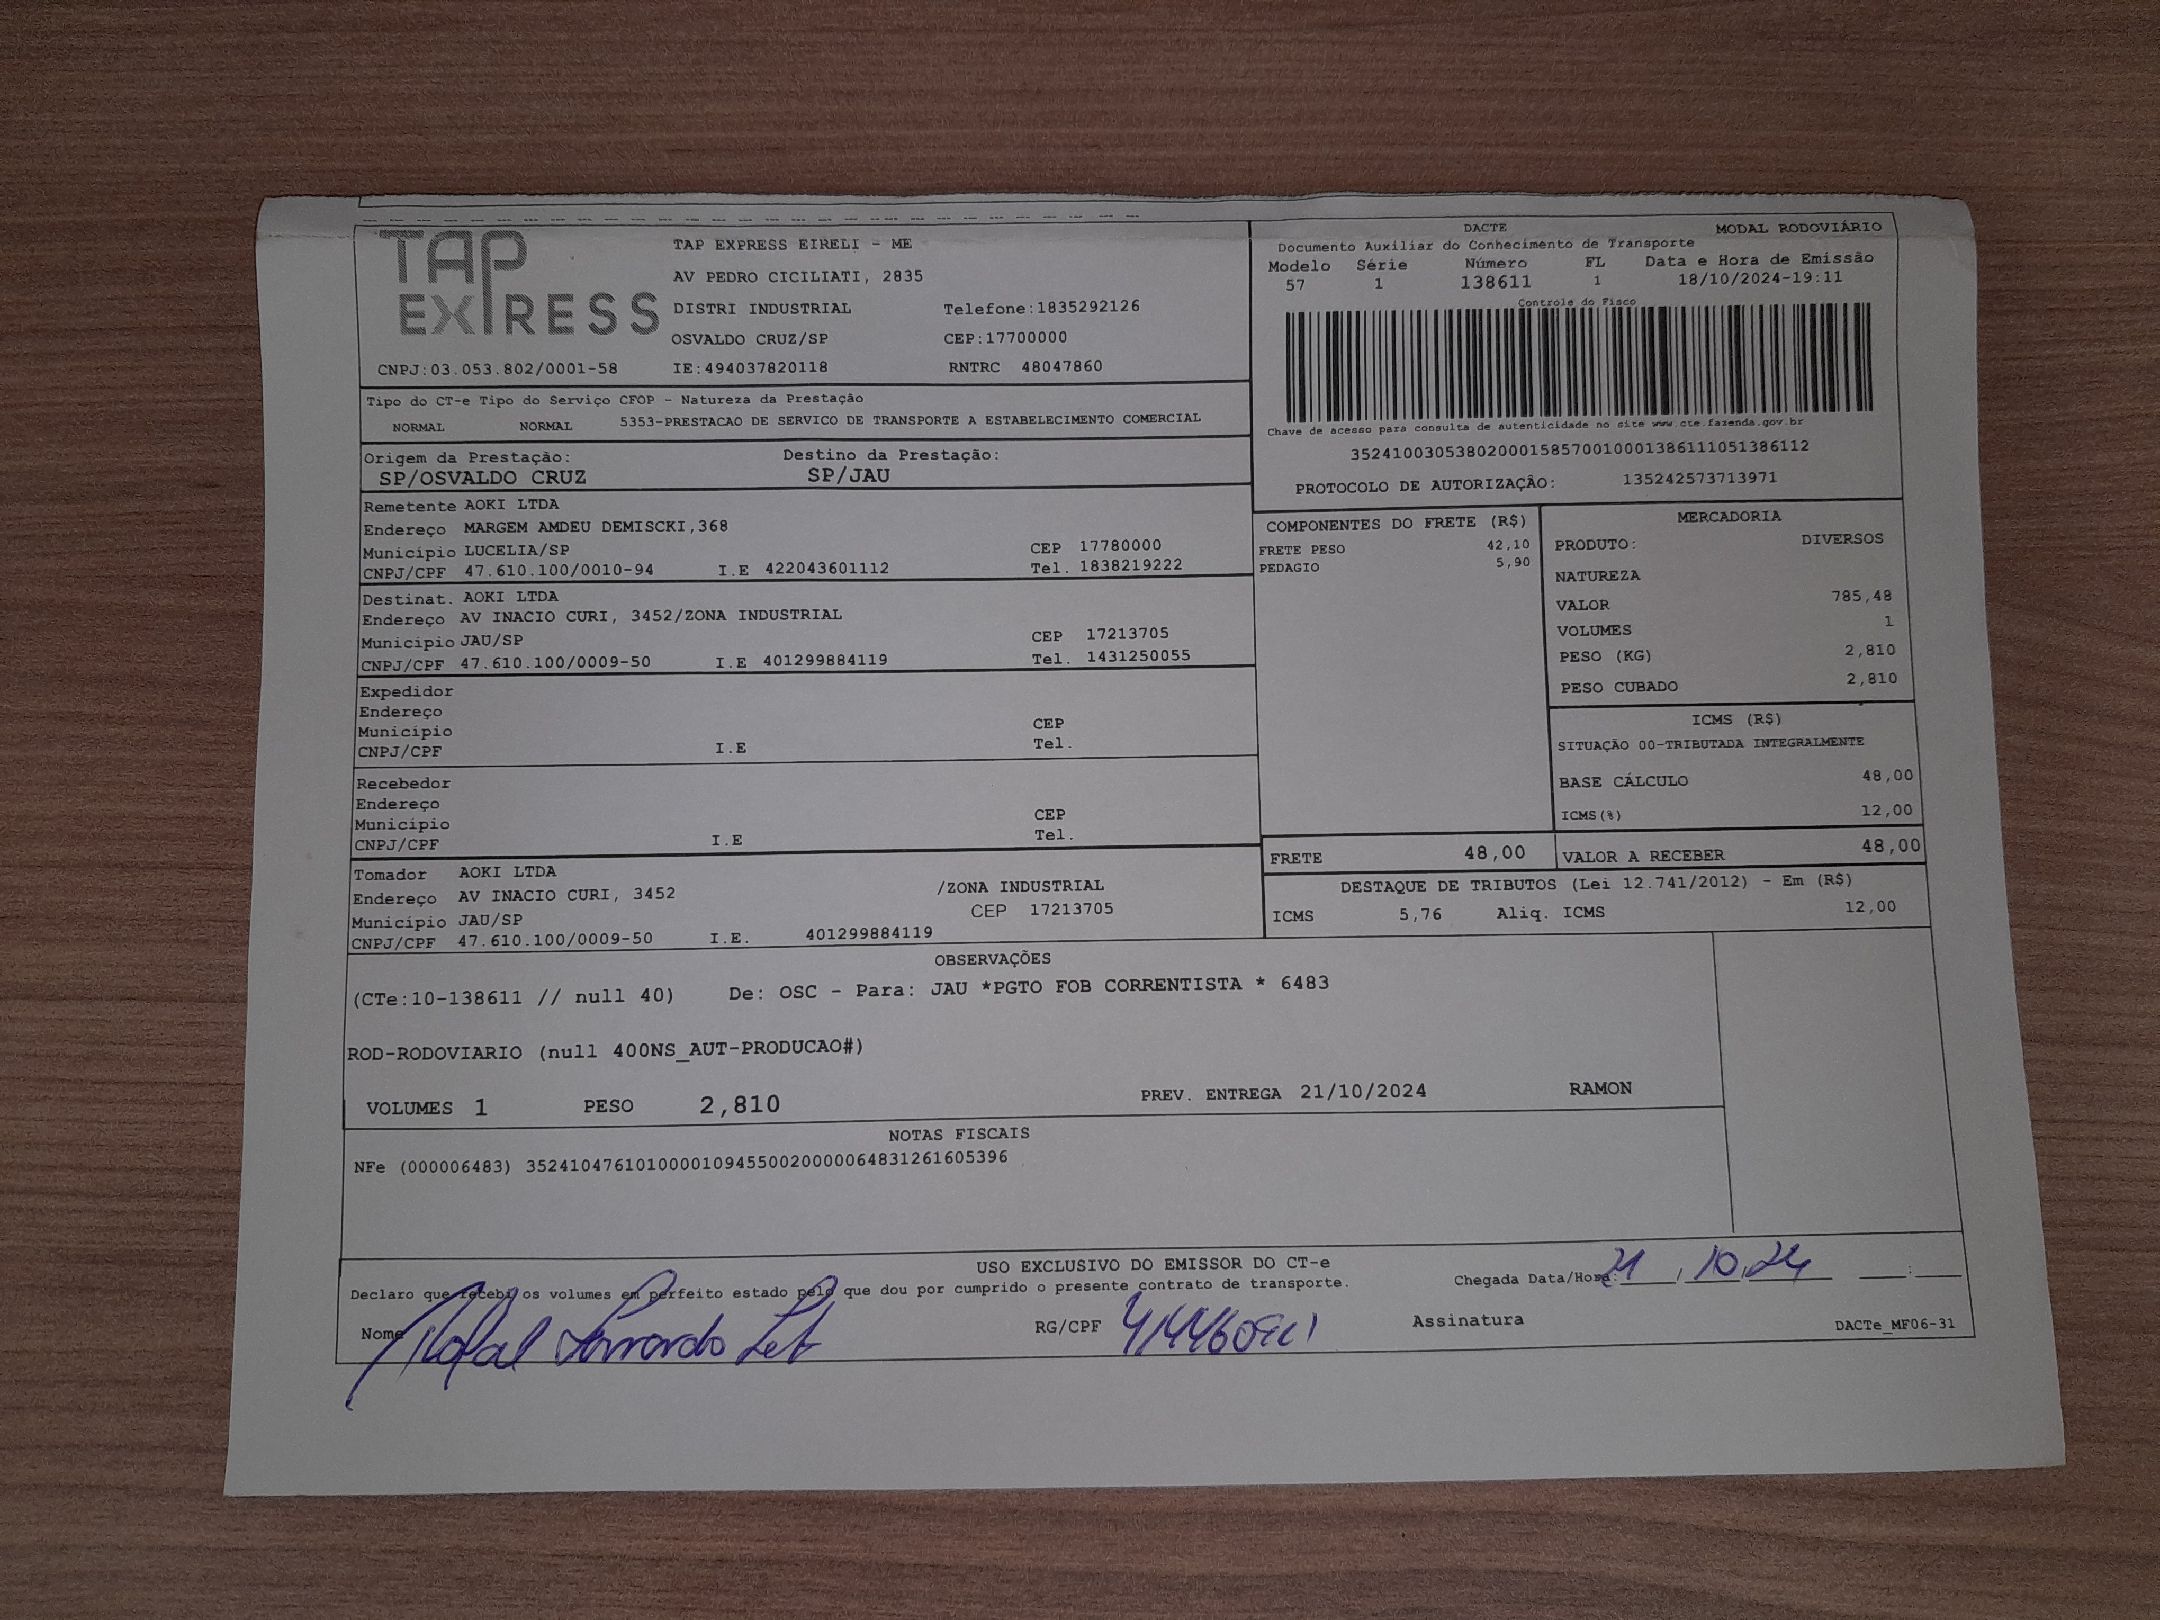 TAP
EXPRESS
TAP EXPRESS EIRELI - ME
AV PEDRO CICILIATI, 2835
DISTRI INDUSTRIAL Telefone:1835292126
OSVALDO CRUZ/SP CEP:17700000
CNPJ:03.053.802/0001-58 IE:494037820118 RNTRC 48047860
DACTE MODAL RODOVIÁRIO
Documento Auxiliar do Conhecimento de Transporte
Modelo Série Número FL Data e Hora de Emissão
57 1 138611 1 18/10/2024-19:11
Controle do Fisco
Chave de acesso para consulta de autenticidade no site www.cte.fazenda.gov.br
35241003053802000158570010001386111051386112
PROTOCOLO DE AUTORIZAÇÃO: 135242573713971
Tipo do CT-e Tipo do Serviço CFOP - Natureza da Prestação
NORMAL NORMAL 5353-PRESTACAO DE SERVICO DE TRANSPORTE A ESTABELECIMENTO COMERCIAL
Origem da Prestação: Destino da Prestação:
SP/OSVALDO CRUZ SP/JAU
Remetente AOKI LTDA
Endereço MARGEM AMDEU DEMISCKI,368
Município LUCELIA/SP CEP 17780000
CNPJ/CPF 47.610.100/0010-94 I.E 422043601112 Tel. 1838219222
Destinat. AOKI LTDA
Endereço AV INACIO CURI, 3452/ZONA INDUSTRIAL
Município JAU/SP CEP 17213705
CNPJ/CPF 47.610.100/0009-50 I.E 401299884119 Tel. 1431250055
Expedidor
Endereço
Município CEP
CNPJ/CPF I.E Tel.
Recebedor
Endereço
Município CEP
CNPJ/CPF I.E Tel.
Tomador AOKI LTDA
Endereço AV INACIO CURI, 3452 /ZONA INDUSTRIAL
Município JAU/SP CEP 17213705
CNPJ/CPF 47.610.100/0009-50 I.E. 401299884119
COMPONENTES DO FRETE (R$)
FRETE PESO 42,10
PEDAGIO 5,90
MERCADORIA
PRODUTO: DIVERSOS
NATUREZA
VALOR 785,48
VOLUMES 1
PESO (KG) 2,810
PESO CUBADO 2,810
ICMS (R$)
SITUAÇÃO 00-TRIBUTADA INTEGRALMENTE
BASE CÁLCULO 48,00
ICMS(%) 12,00
FRETE 48,00 VALOR A RECEBER 48,00
DESTAQUE DE TRIBUTOS (Lei 12.741/2012) - Em (R$)
ICMS 5,76 Aliq. ICMS 12,00
OBSERVAÇÕES
(CTe:10-138611 // null 40) De: OSC - Para: JAU *PGTO FOB CORRENTISTA * 6483
ROD-RODOVIARIO (null 400NS_AUT-PRODUCAO#)
VOLUMES 1 PESO 2,810 PREV. ENTREGA 21/10/2024 RAMON
NOTAS FISCAIS
NFe (000006483) 35241047610100001094550020000064831261605396
USO EXCLUSIVO DO EMISSOR DO CT-e
Declaro que recebi os volumes em perfeito estado pelo que dou por cumprido o presente contrato de transporte. Chegada Data/Hora: 21 / 10.24 :
Nome RG/CPF Assinatura DACTe_MF06-31